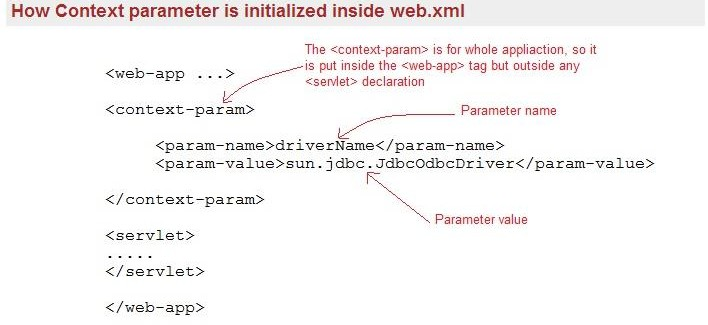 How Context parameter is initialized inside web.xml
The <context-param> is for whole appliaction, so it
is put inside the <web-app> tag but outside any
<servlet> declaration
<web-app ...>
<context-param>
Parameter name
<param-name>driverName</param-name>
<param-value>sun.jdbc.JdbcOdbcDriver</param-value>
</context-param>
Parameter value
<servlet>
.....
</servlet>
</web-app>